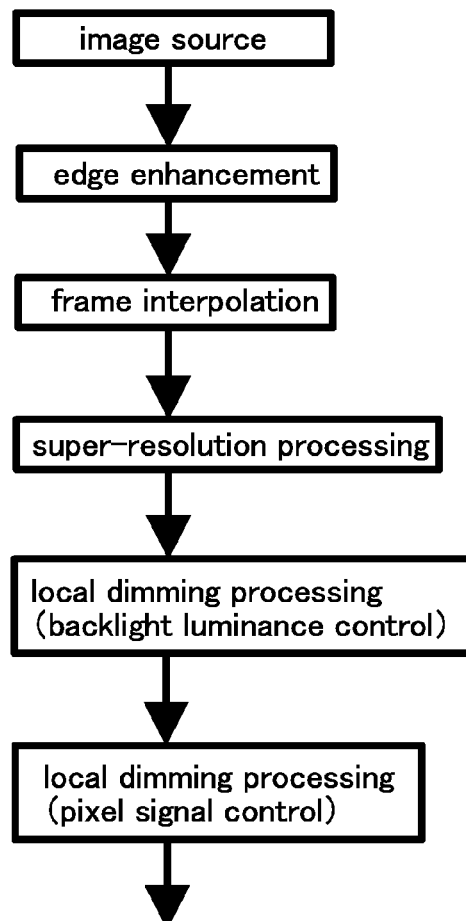 image source
edge enhancement
frame interpolation
super-resolution processing
local dimming processing
(backlight luminance control)
local dimming processing
(pixel signal control)